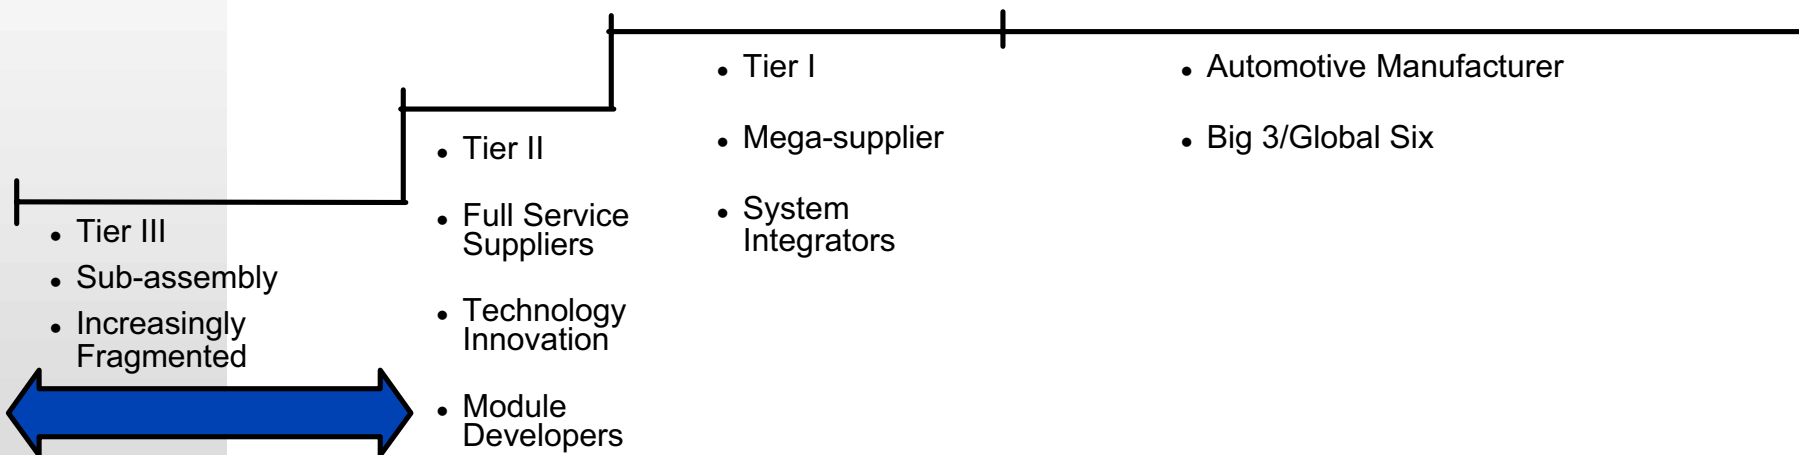 • Tier III
• Sub-assembly
• Increasingly
Fragmented
• Tier II
• Full Service
Suppliers
• Technology
Innovation
• Module
Developers
• Tier I
• Mega-supplier
• System
Integrators
• Automotive Manufacturer
• Big 3/Global Six